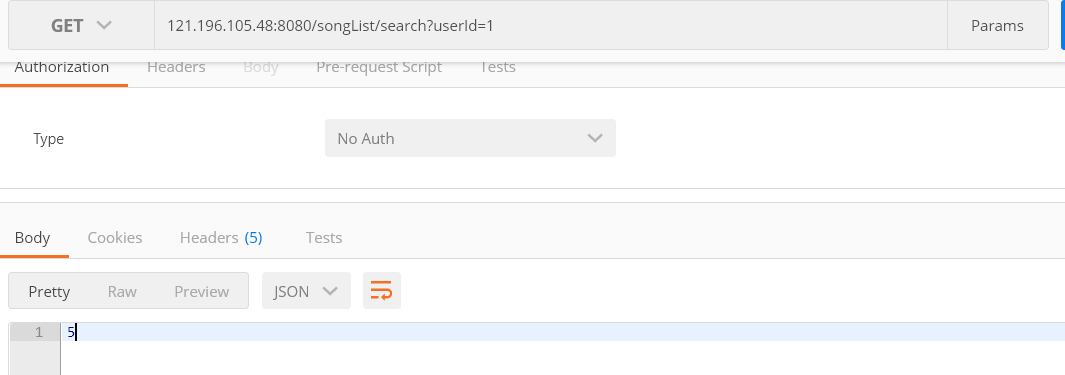 GET 121.196.105.48:8080/songList/search?userId=1 Params
Authorization Headers Body Pre-request Script Tests
Type No Auth
Body Cookies Headers (5) Tests
Pretty Raw Preview JSON
1 5